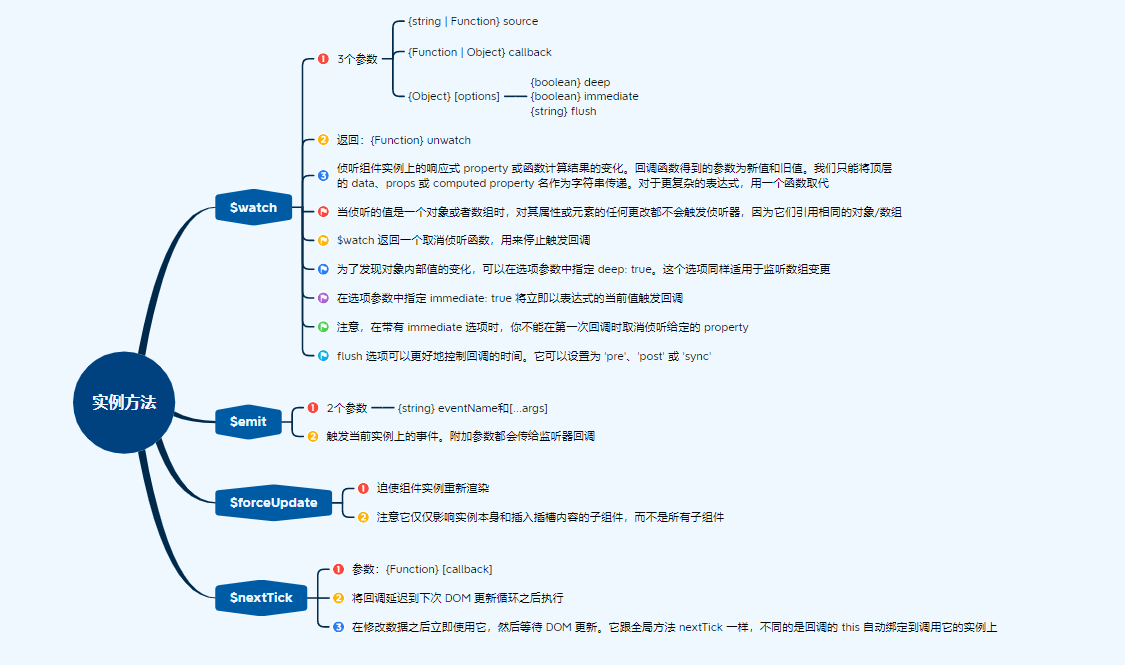 实例方法
$watch
1 3个参数
{string | Function} source
{Function | Object} callback
{Object} [options]
{boolean} deep
{boolean} immediate
{string} flush
2 返回：{Function} unwatch
3 侦听组件实例上的响应式 property 或函数计算结果的变化。回调函数得到的参数为新值和旧值。我们只能将顶层
的 data、props 或 computed property 名作为字符串传递。对于更复杂的表达式，用一个函数取代
当侦听的值是一个对象或者数组时，对其属性或元素的任何更改都不会触发侦听器，因为它们引用相同的对象/数组
$watch 返回一个取消侦听函数，用来停止触发回调
为了发现对象内部值的变化，可以在选项参数中指定 deep: true。这个选项同样适用于监听数组变更
在选项参数中指定 immediate: true 将立即以表达式的当前值触发回调
注意，在带有 immediate 选项时，你不能在第一次回调时取消侦听给定的 property
flush 选项可以更好地控制回调的时间。它可以设置为 'pre'、'post' 或 'sync'
$emit
1 2个参数
{string} eventName和[...args]
2 触发当前实例上的事件。附加参数都会传给监听器回调
$forceUpdate
1 迫使组件实例重新渲染
2 注意它仅仅影响实例本身和插入插槽内容的子组件，而不是所有子组件
$nextTick
1 参数：{Function} [callback]
2 将回调延迟到下次 DOM 更新循环之后执行
3 在修改数据之后立即使用它，然后等待 DOM 更新。它跟全局方法 nextTick 一样，不同的是回调的 this 自动绑定到调用它的实例上